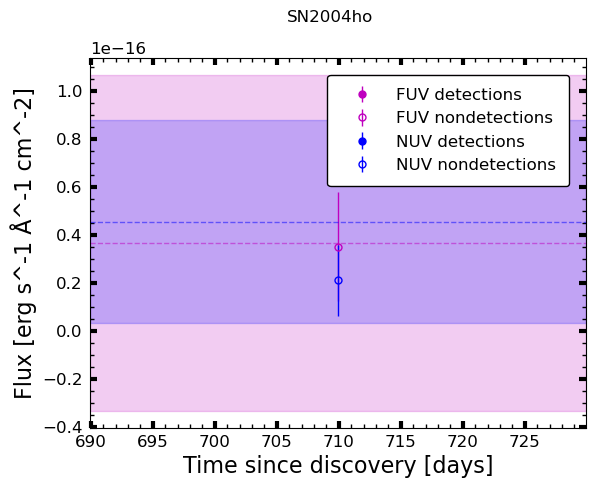 SN2004ho
1e−16
FUV detections
FUV nondetections
NUV detections
NUV nondetections
1.0
0.8
0.6
0.4
0.2
0.0
−0.2
−0.4
Flux [erg s^-1 Å^-1 cm^-2]
690 695 700 705 710 715 720 725
Time since discovery [days]